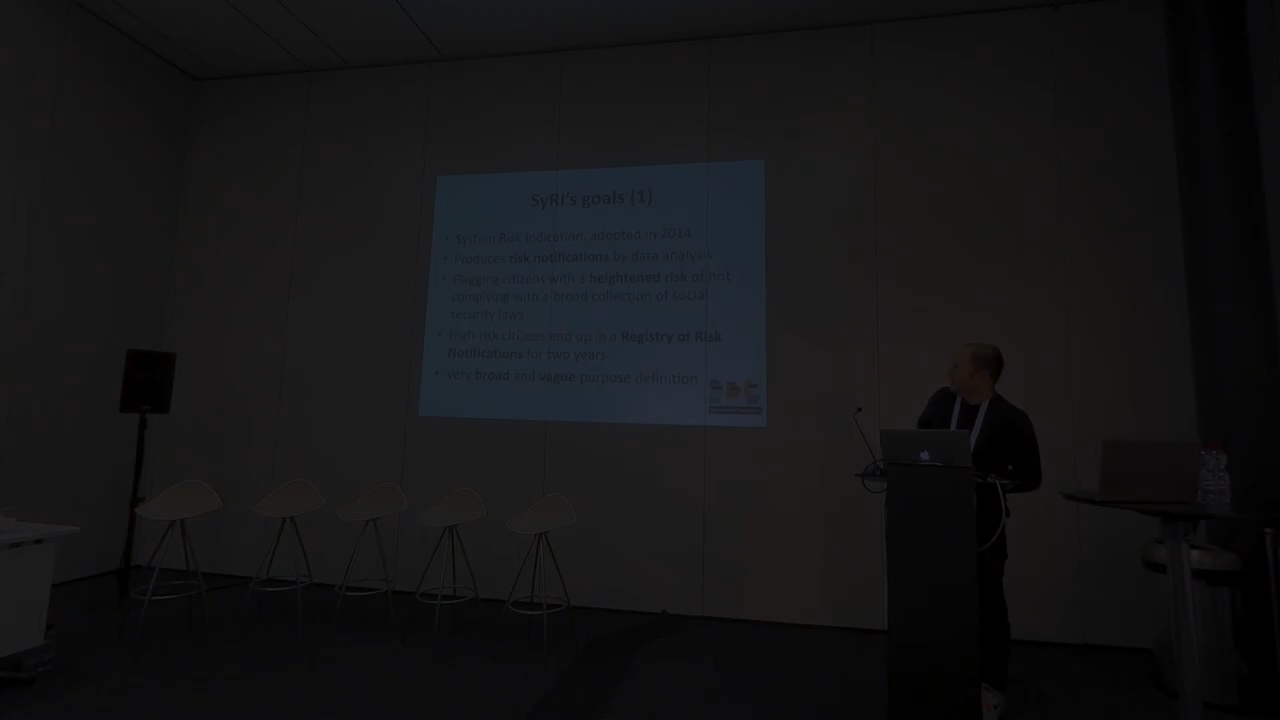 SyRI's goals (1)
• System Risk Indication, adopted in 2014
• Produces risk notifications by data analysis
• Flagging citizens with a heightened risk of not
complying with a broad collection of social
security laws
• High risk citizens end up in a Registry of Risk
Notifications for two years
• very broad and vague purpose definition